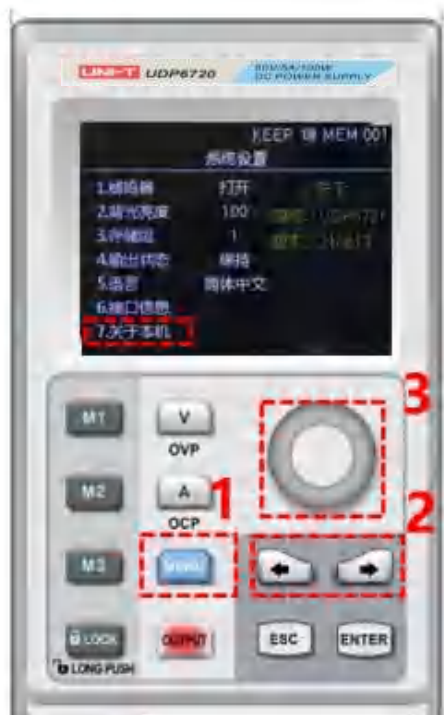 UNI-T UDP6720
DC POWER SUPPLY
KEEP MEM 001
系统设置
1.蜂鸣器 打开 关于
2.背光亮度 100
3.存储组 1
4.输出状态 保持
5.语言 简体中文
6.接口信息
7.关于本机
3
M1 V
OVP
M2 A 1
OCP 2
M3 MENU
LOCK OUTPUT ESC ENTER
LONG PUSH